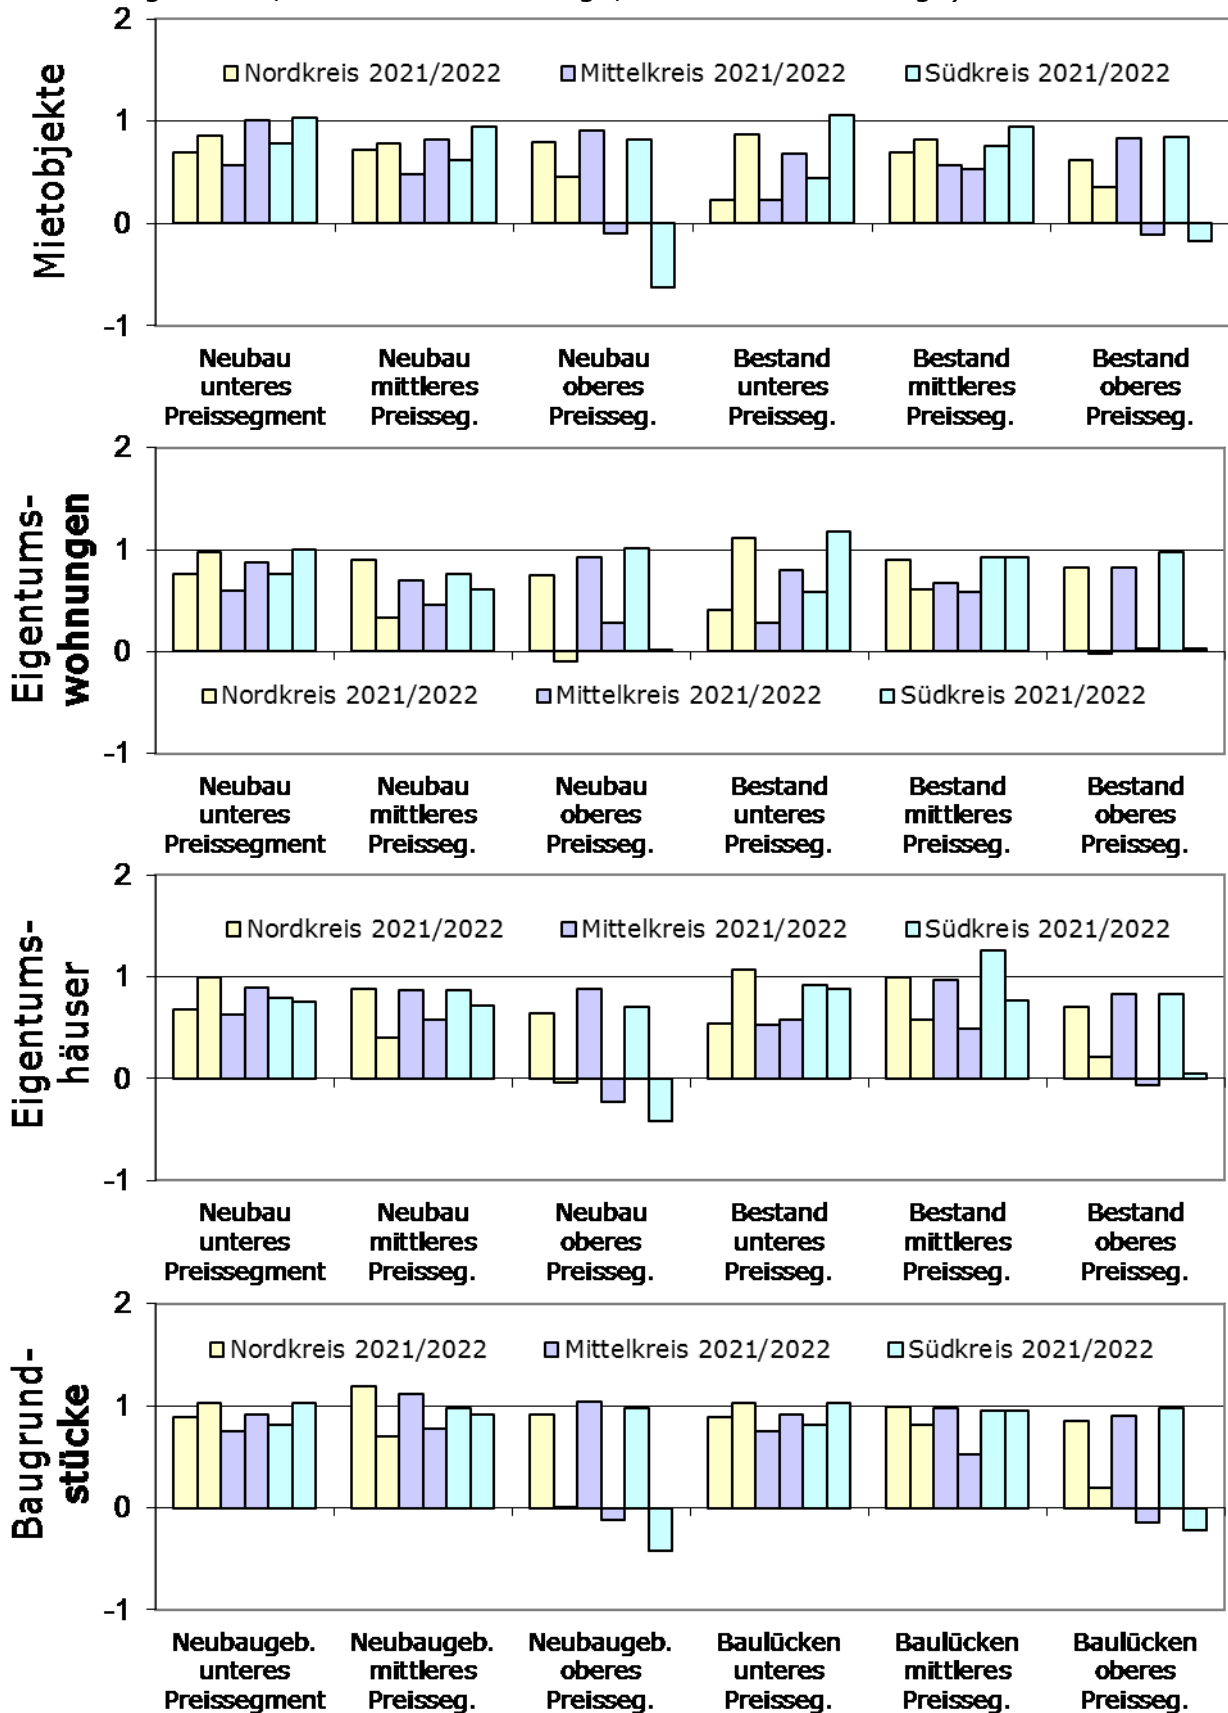 2
Nordkreis 2021/2022 Mittelkreis 2021/2022 Südkreis 2021/2022
1
0
-1
Mietobjekte
Neubau unteres Preissegment
Neubau mittleres Preisseg.
Neubau oberes Preisseg.
Bestand unteres Preisseg.
Bestand mittleres Preisseg.
Bestand oberes Preisseg.
2
1
0
Nordkreis 2021/2022 Mittelkreis 2021/2022 Südkreis 2021/2022
-1
Eigentums-
wohnungen
Neubau unteres Preissegment
Neubau mittleres Preisseg.
Neubau oberes Preisseg.
Bestand unteres Preisseg.
Bestand mittleres Preisseg.
Bestand oberes Preisseg.
2
Nordkreis 2021/2022 Mittelkreis 2021/2022 Südkreis 2021/2022
1
0
-1
Eigentums-
häuser
Neubau unteres Preissegment
Neubau mittleres Preisseg.
Neubau oberes Preisseg.
Bestand unteres Preisseg.
Bestand mittleres Preisseg.
Bestand oberes Preisseg.
2
Nordkreis 2021/2022 Mittelkreis 2021/2022 Südkreis 2021/2022
1
0
-1
Baugrund-
stücke
Neubaugeb. unteres Preissegment
Neubaugeb. mittleres Preisseg.
Neubaugeb. oberes Preisseg.
Baulücken unteres Preisseg.
Baulücken mittleres Preisseg.
Baulücken oberes Preisseg.